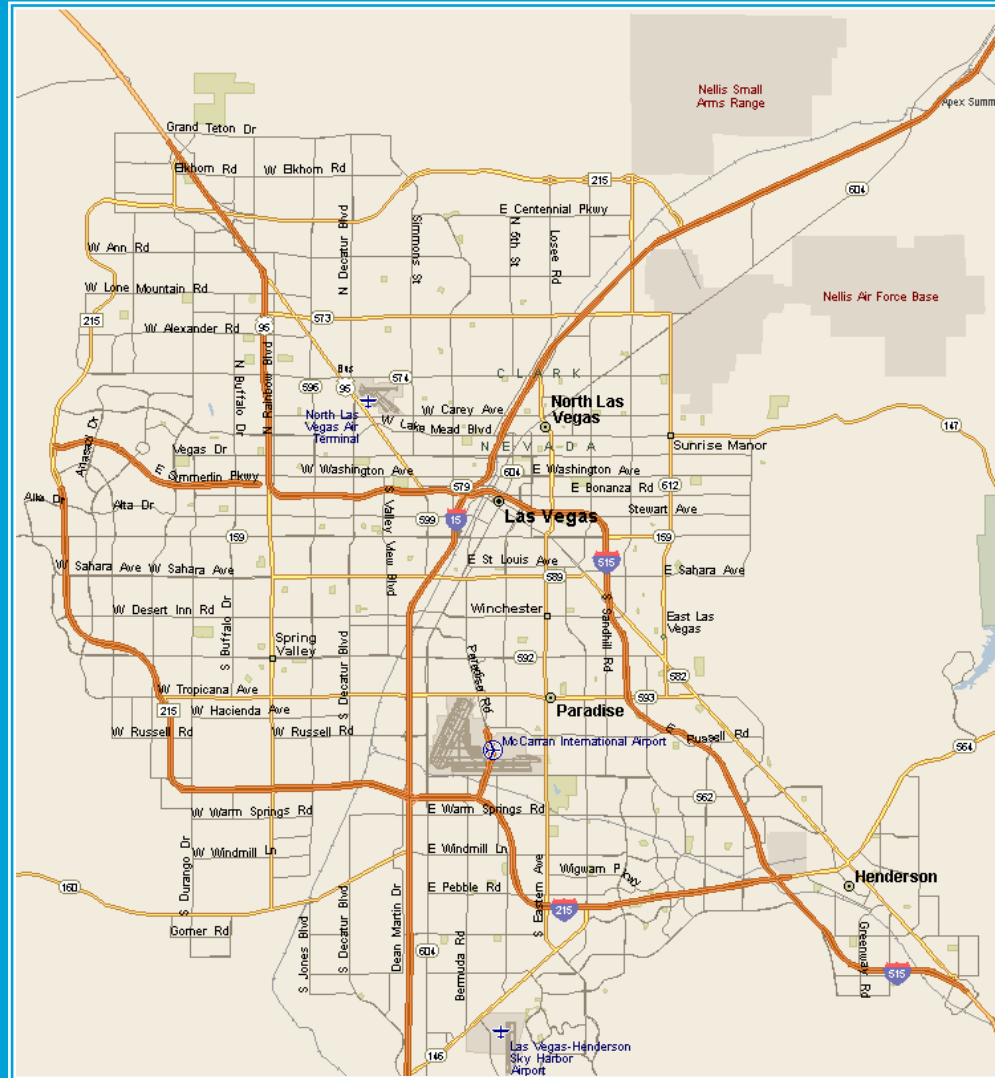 Nellis Small
Arms Range
Apex Summ
Grand Teton Dr
Elkhorn Rd
W Elkhorn Rd
215
604
E Centennial Pkwy
N Decatur Blvd
Simmons St
N 5th St
Losee Rd
W Ann Rd
W Lone Mountain Rd
Nellis Air Force Base
215
573
W Alexander Rd
95
N Buffalo Dr
N Rainbow Blvd
Bus
95
596
574
CLARK
North Las
Vegas Air
Terminal
W Carey Ave
W Lake Mead Blvd
North Las
Vegas
147
Anasazi Dr
Vegas Dr
NEVADA
Sunrise Manor
E
Summerlin Pkwy
W Washington Ave
604
E Washington Ave
579
E Bonanza Rd
612
Alta Dr
Alta Dr
S Valley View Blvd
599
15
Las Vegas
Stewart Ave
159
159
E St Louis Ave
515
W Sahara Ave
W Sahara Ave
589
E Sahara Ave
W Desert Inn Rd
S Buffalo Dr
Winchester
S Sandhill Rd
East Las
Vegas
Spring
Valley
S Decatur Blvd
Paradise Rd
592
582
W Tropicana Ave
593
215
W Hacienda Ave
Paradise
W Russell Rd
W Russell Rd
E Russell Rd
McCarran International Airport
564
562
W Warm Springs Rd
E Warm Springs Rd
W Windmill Ln
E Windmill Ln
Wigwam Pkwy
160
S Durango Dr
E Pebble Rd
Henderson
215
S Eastern Ave
Gomer Rd
S Jones Blvd
S Decatur Blvd
Dean Martin Dr
604
Bermuda Rd
Greenway Rd
515
146
Las Vegas-Henderson
Sky Harbor
Airport